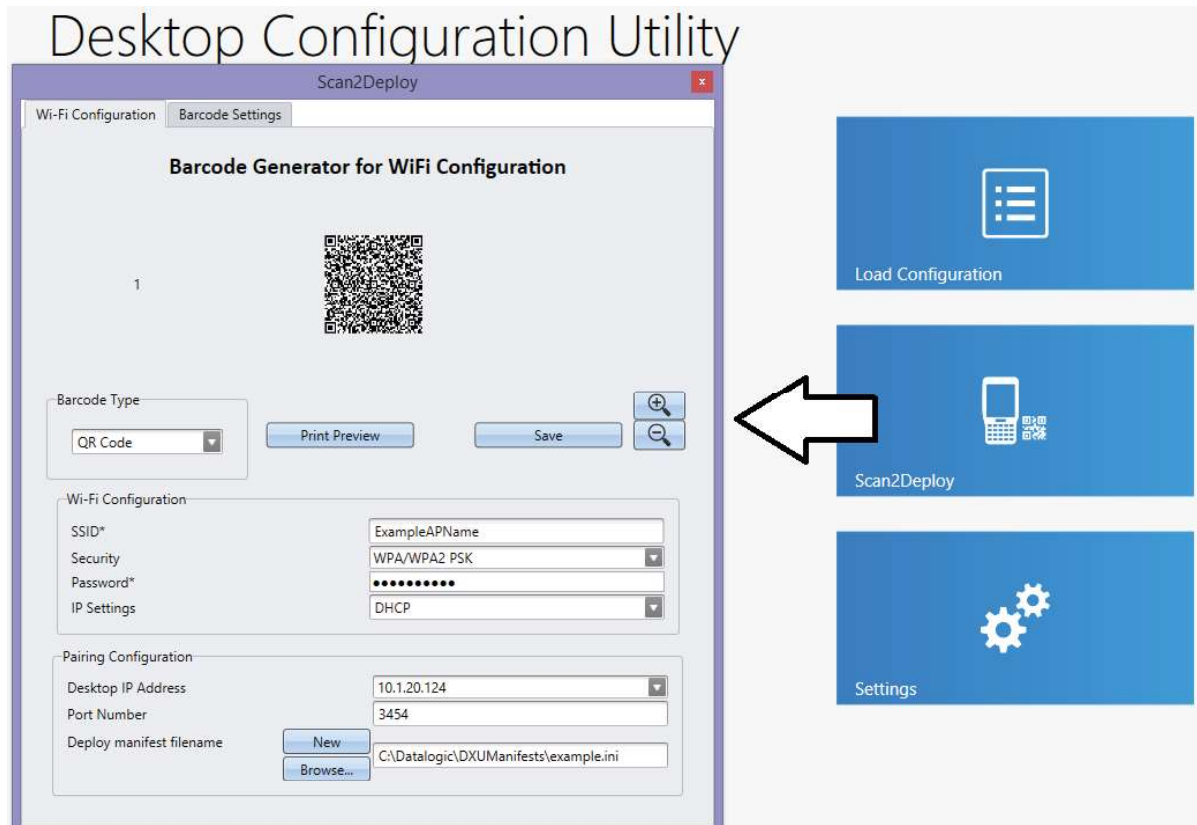 Desktop Configuration Utility
Scan2Deploy
x
Wi-Fi Configuration Barcode Settings
Barcode Generator for WiFi Configuration
1
Barcode Type
QR Code
Print Preview
Save
Wi-Fi Configuration
SSID* ExampleAPName
Security WPA/WPA2 PSK
Password* ●●●●●●●●●●
IP Settings DHCP
Pairing Configuration
Desktop IP Address 10.1.20.124
Port Number 3454
Deploy manifest filename New C:\Datalogic\DXUManifests\example.ini
Browse...
Load Configuration
Scan2Deploy
Settings